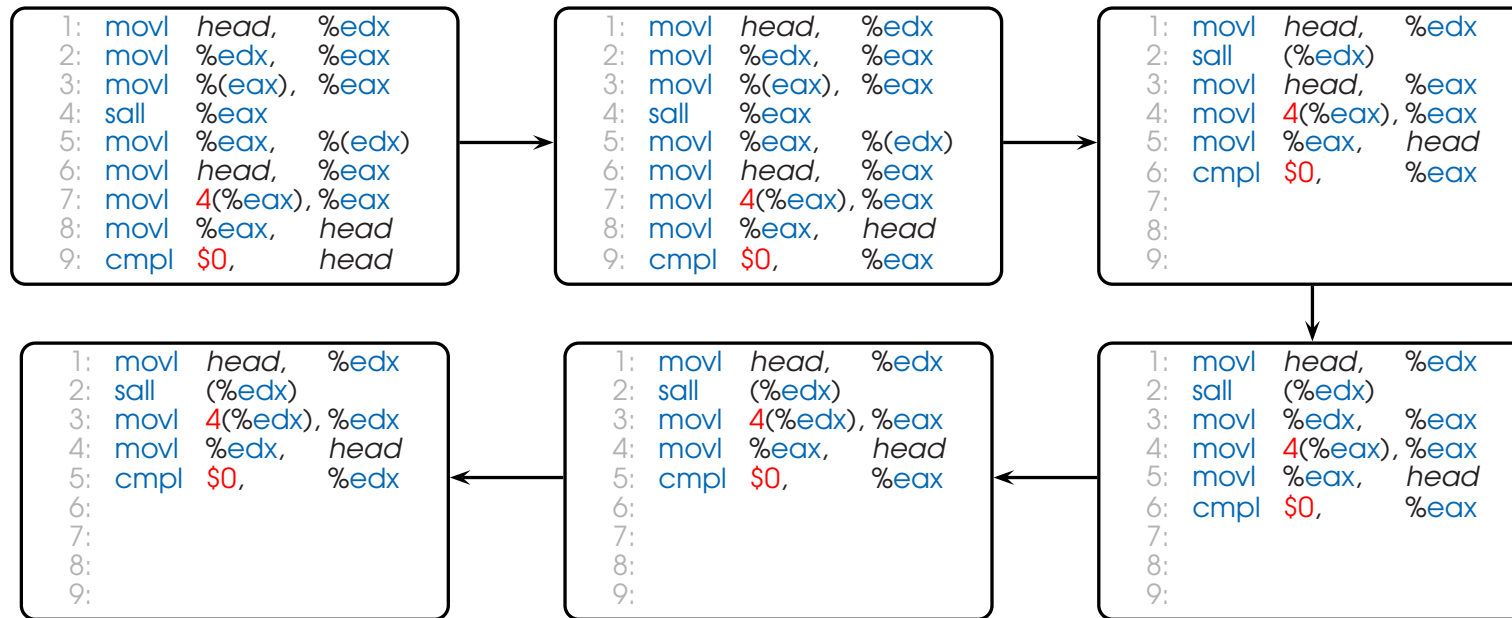 1: movl head, %edx
2: movl %edx, %eax
3: movl %(eax), %eax
4: sall %eax
5: movl %eax, %(edx)
6: movl head, %eax
7: movl 4(%eax), %eax
8: movl %eax, head
9: cmpl $0, head
1: movl head, %edx
2: movl %edx, %eax
3: movl %(eax), %eax
4: sall %eax
5: movl %eax, %(edx)
6: movl head, %eax
7: movl 4(%eax), %eax
8: movl %eax, head
9: cmpl $0, %eax
1: movl head, %edx
2: sall (%edx)
3: movl head, %eax
4: movl 4(%eax), %eax
5: movl %eax, head
6: cmpl $0, %eax
7:
8:
9:
1: movl head, %edx
2: sall (%edx)
3: movl %edx, %eax
4: movl 4(%eax), %eax
5: movl %eax, head
6: cmpl $0, %eax
7:
8:
9:
1: movl head, %edx
2: sall (%edx)
3: movl 4(%edx), %eax
4: movl %eax, head
5: cmpl $0, %eax
6:
7:
8:
9:
1: movl head, %edx
2: sall (%edx)
3: movl 4(%edx), %edx
4: movl %edx, head
5: cmpl $0, %edx
6:
7:
8:
9: